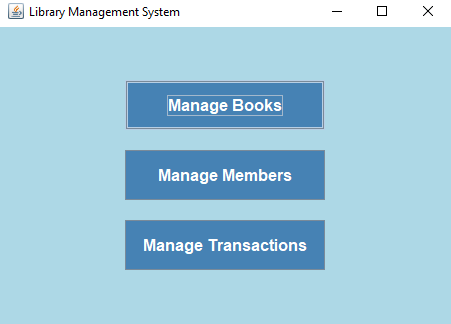 Library Management System
Manage Books
Manage Members
Manage Transactions